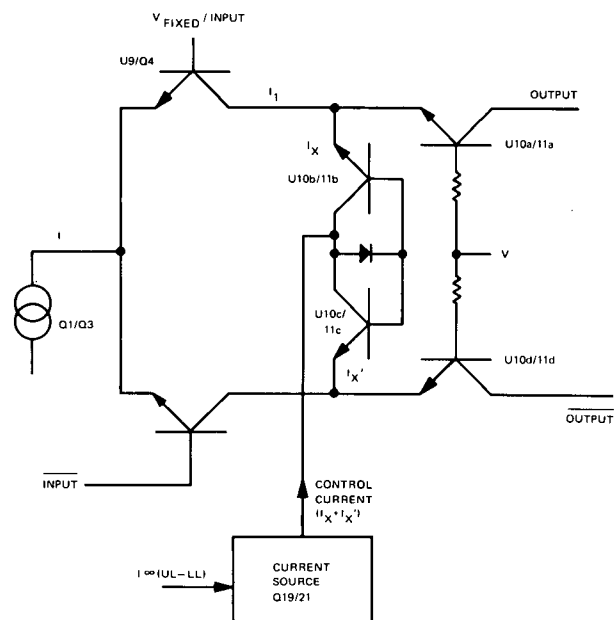 V FIXED/INPUT
U9/Q4
I1
OUTPUT
IX
U10a/11a
U10b/11b
I
V
U10c/
11c
Q1/Q3
U10d/11d
IX'
OUTPUT
INPUT
CONTROL
CURRENT
(IX+IX')
I∞(UL-LL)
CURRENT
SOURCE
Q19/21